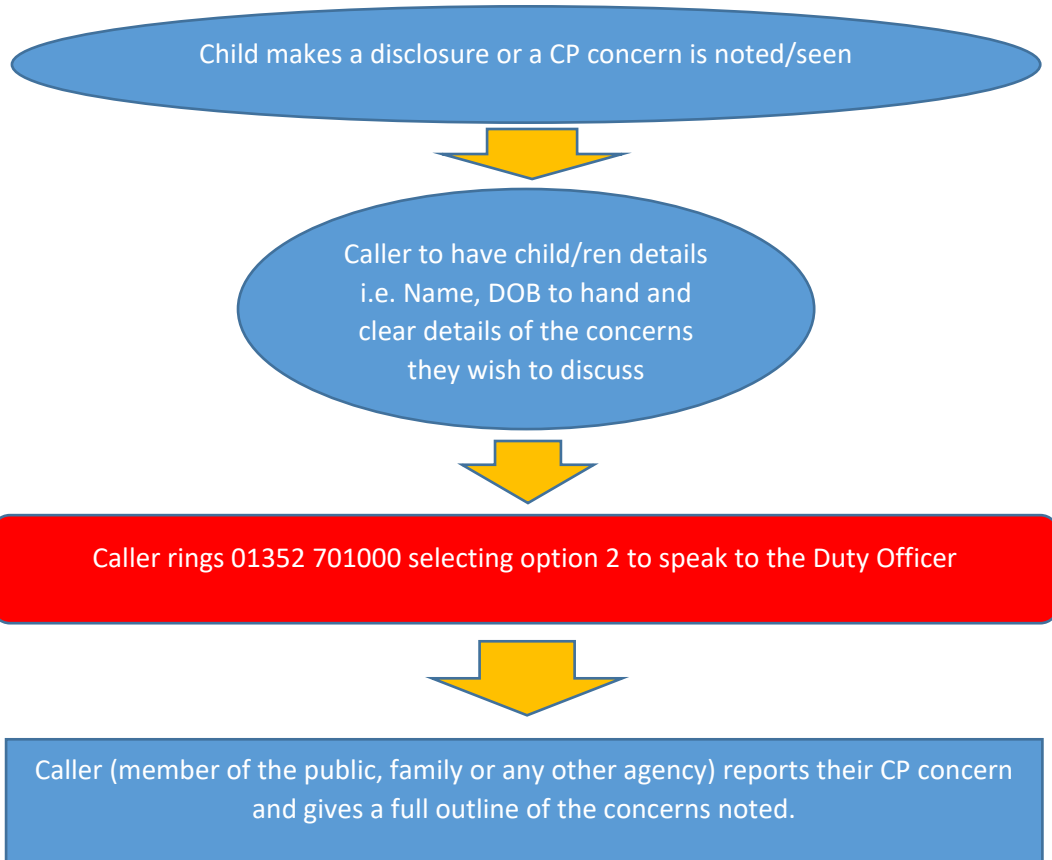 Child makes a disclosure or a CP concern is noted/seen
Caller to have child/ren details
i.e. Name, DOB to hand and
clear details of the concerns
they wish to discuss
Caller rings 01352 701000 selecting option 2 to speak to the Duty Officer
Caller (member of the public, family or any other agency) reports their CP concern
and gives a full outline of the concerns noted.